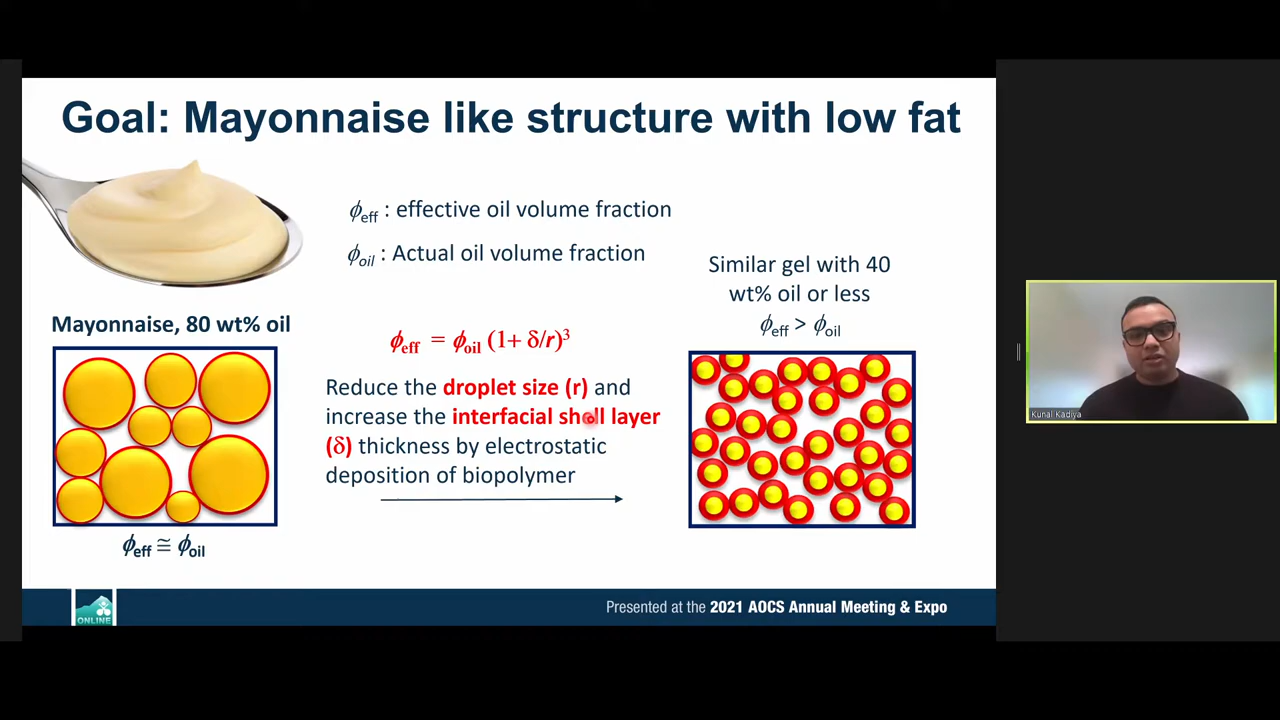 Goal: Mayonnaise like structure with low fat
ϕeff : effective oil volume fraction
ϕoil : Actual oil volume fraction
Mayonnaise, 80 wt% oil
ϕeff ≅ ϕoil
ϕeff = ϕoil (1+ δ/r)³
Reduce the droplet size (r) and
increase the interfacial shell layer
(δ) thickness by electrostatic
deposition of biopolymer
Similar gel with 40
wt% oil or less
ϕeff > ϕoil
Kunal Kadiya
ONLINE
Presented at the 2021 AOCS Annual Meeting & Expo